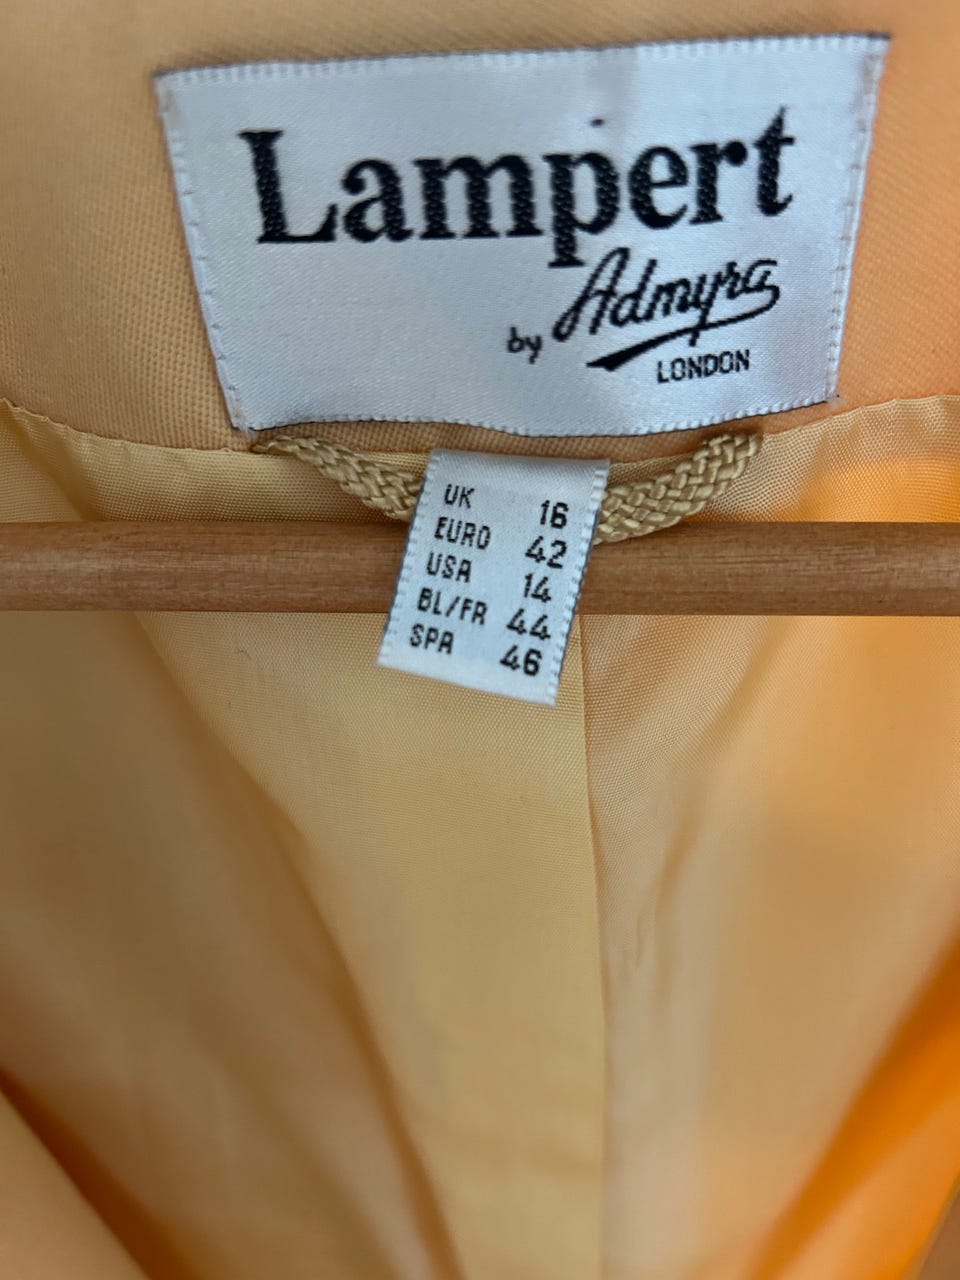 Lampert
by Admyra
LONDON
UK 16
EURO 42
USA 14
BL/FR 44
SPA 46